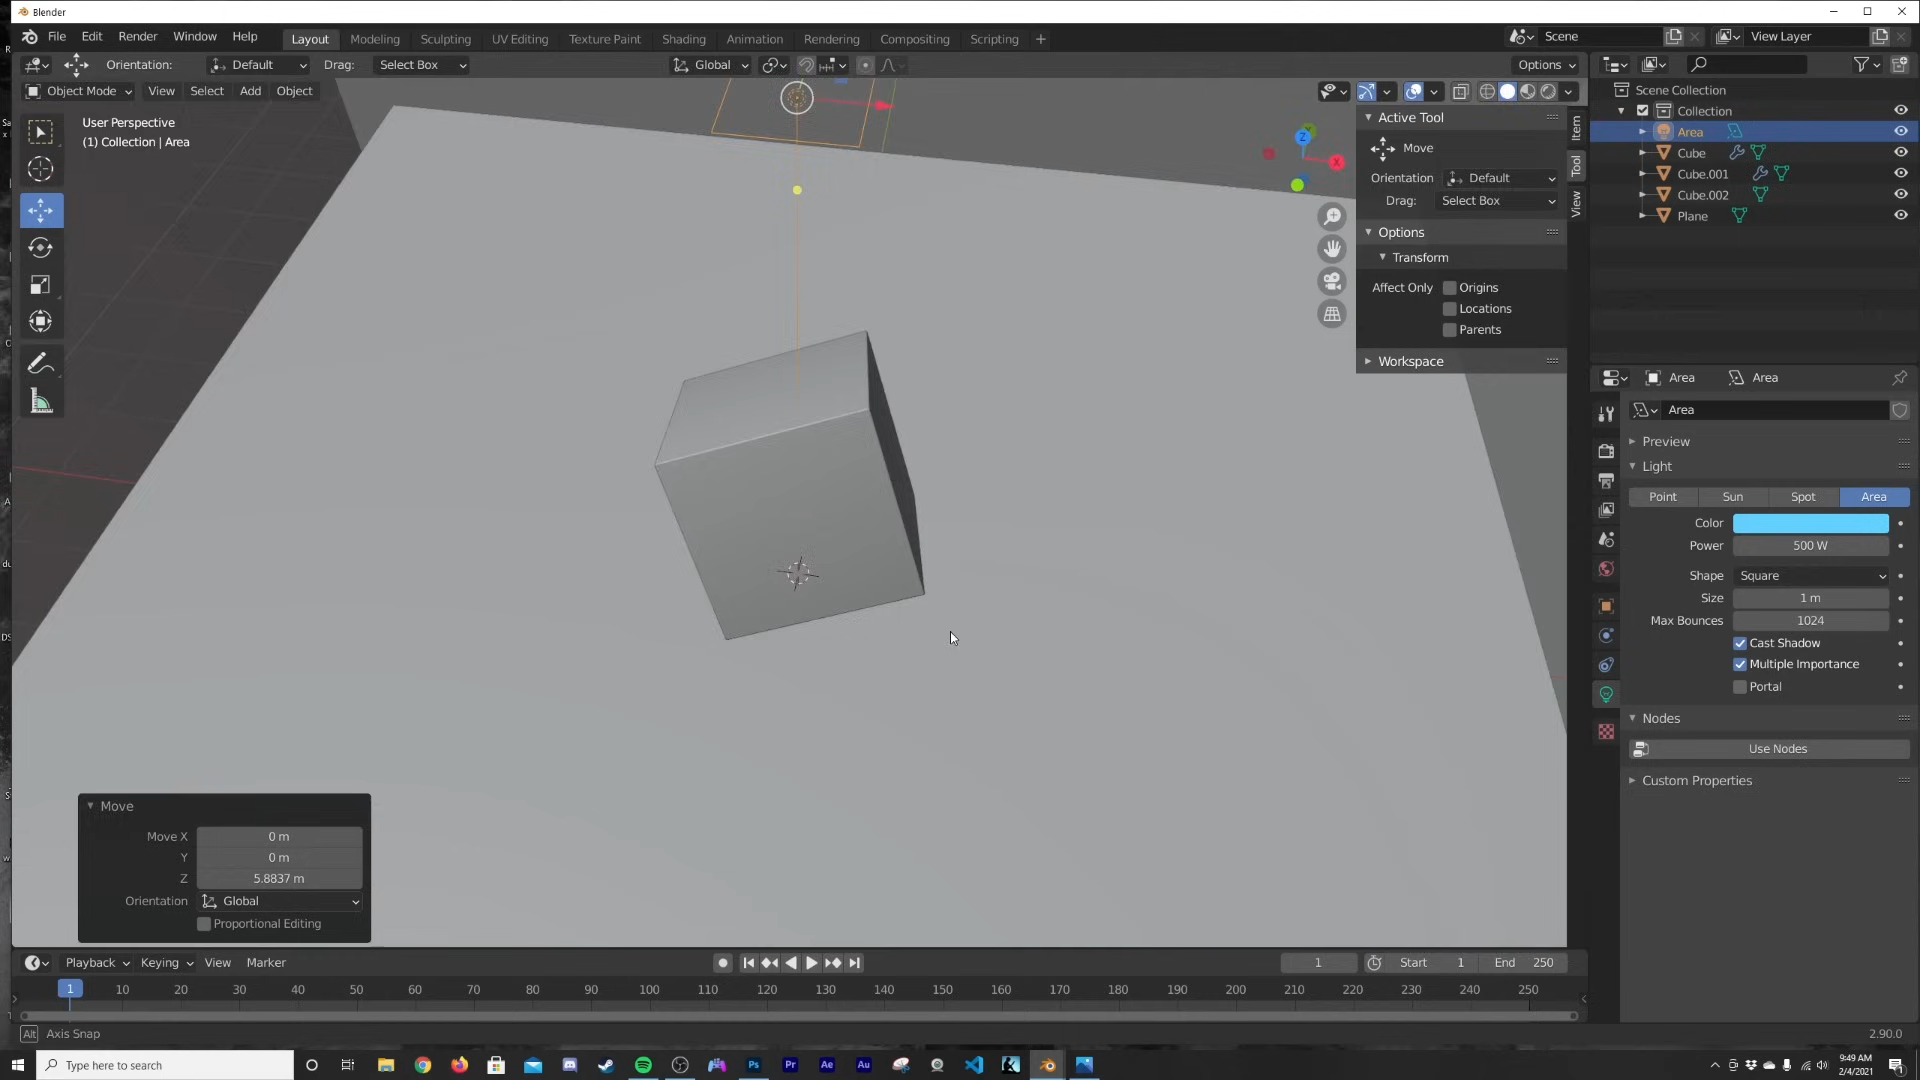 Blender
File Edit Render Window Help Layout Modeling Sculpting UV Editing Texture Paint Shading Animation Rendering Compositing Scripting + Scene View Layer
Orientation: Default Drag: Select Box Global Options
Object Mode View Select Add Object
User Perspective
(1) Collection | Area
Z
X
Active Tool
Move
Orientation Default
Drag: Select Box
Options
Transform
Affect Only Origins
Locations
Parents
Workspace
Item
Tool
View
Scene Collection
Collection
Area
Cube
Cube.001
Cube.002
Plane
Area Area
Area
Preview
Light
Point Sun Spot Area
Color
Power 500 W
Shape Square
Size 1 m
Max Bounces 1024
Cast Shadow
Multiple Importance
Portal
Nodes
Use Nodes
Custom Properties
Move
Move X 0 m
Y 0 m
Z 5.8837 m
Orientation Global
Proportional Editing
Playback Keying View Marker 1 Start 1 End 250
1 10 20 30 40 50 60 70 80 90 100 110 120 130 140 150 160 170 180 190 200 210 220 230 240 250
Alt Axis Snap 2.90.0
Type here to search Ps Pr Ae Au
9:49 AM
2/4/2021